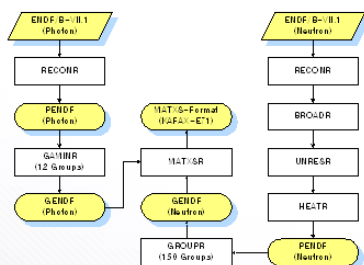 ENDF/B-VII.1
(Photon)
RECONR
PENDF
(Photon)
GAMINR
(12 Groups)
GENDF
(Photon)
MATXS-Format
(KAFAX-E71)
MATXSR
GENDF
(Neutron)
GROUPR
(150 Groups)
ENDF/B-VII.1
(Neutron)
RECONR
BROADR
UNRESR
HEATR
PENDF
(Neutron)